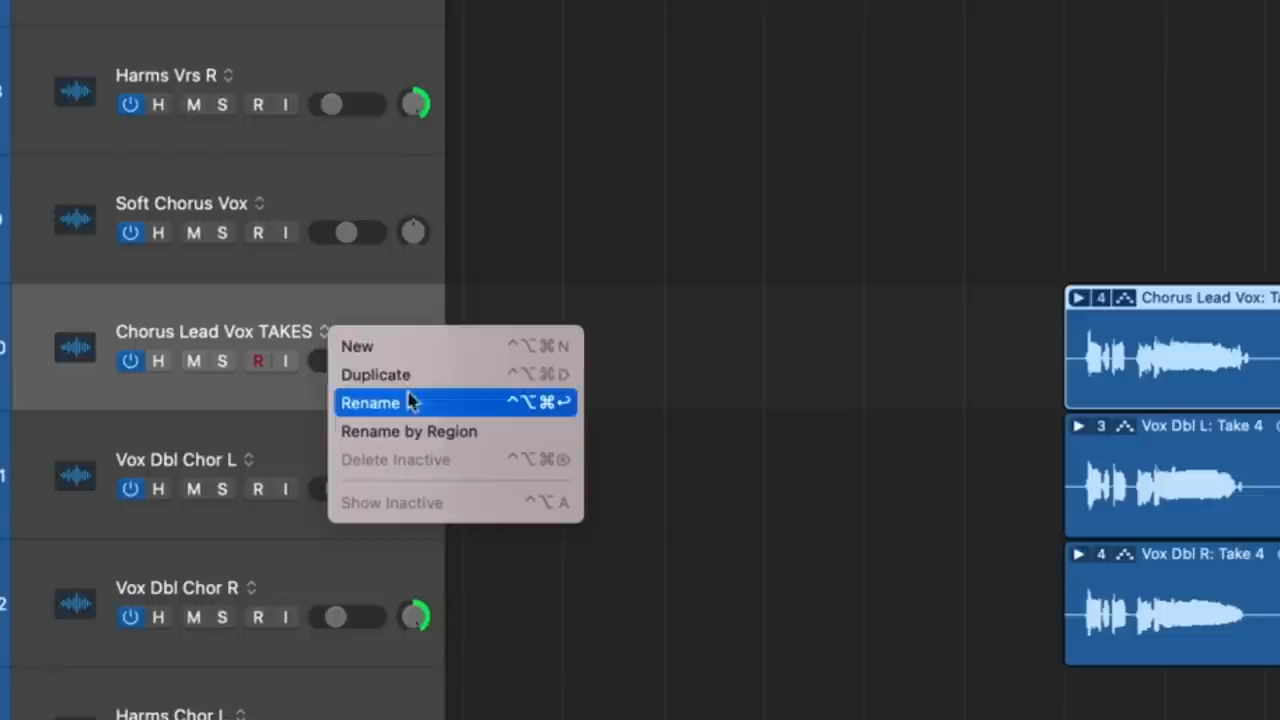 Harms Vrs R
H M S R I
Soft Chorus Vox
H M S R I
Chorus Lead Vox TAKES
H M S R I
New ^⌥⌘N
Duplicate ^⌥⌘D
Rename ^⌥⌘↩
Rename by Region
Delete Inactive ^⌥⌘⌦
Show Inactive ^⌥A
Vox Dbl Chor L
H M S R I
Vox Dbl Chor R
H M S R I
Harms Chor L
4 Chorus Lead Vox: Ta
3 Vox Dbl L: Take 4
4 Vox Dbl R: Take 4